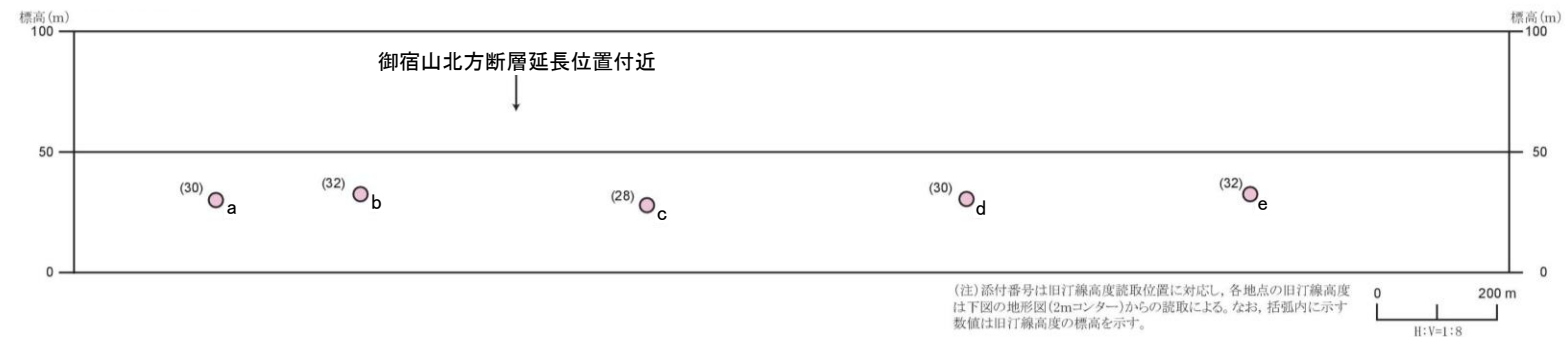 標高(m)
標高(m)
100
100
御宿山北方断層延長位置付近
50
50
(30)
a
(32)
b
(28)
c
(30)
d
(32)
e
0
0
(注)添付番号は旧汀線高度読取位置に対応し,各地点の旧汀線高度
は下図の地形図(2mコンター)からの読取による。なお,括弧内に示す
数値は旧汀線高度の標高を示す。
0
200 m
H:V=1:8